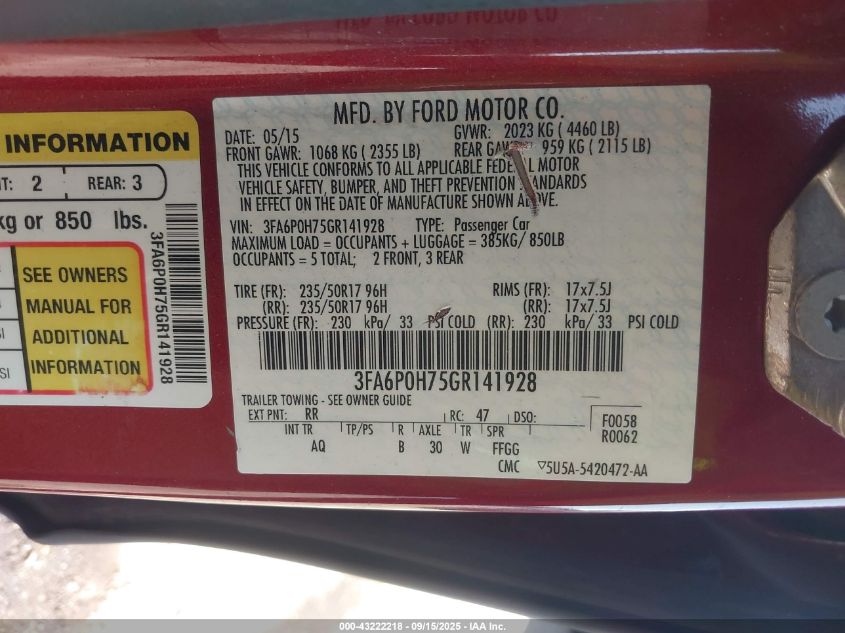 INFORMATION
2
REAR: 3
kg or 850 lbs.
SEE OWNERS
MANUAL FOR
ADDITIONAL
INFORMATION
3FA6P0H75GR141928
MFD. BY FORD MOTOR CO.
DATE: 05/15 GVWR: 2023 KG ( 4460 LB)
FRONT GAWR: 1068 KG ( 2355 LB) REAR GAWR: 959 KG ( 2115 LB)
THIS VEHICLE CONFORMS TO ALL APPLICABLE FEDERAL MOTOR
VEHICLE SAFETY, BUMPER, AND THEFT PREVENTION STANDARDS
IN EFFECT ON THE DATE OF MANUFACTURE SHOWN ABOVE.
VIN: 3FA6P0H75GR141928 TYPE: Passenger Car
MAXIMUM LOAD = OCCUPANTS + LUGGAGE = 385KG/ 850LB
OCCUPANTS = 5 TOTAL; 2 FRONT, 3 REAR
TIRE (FR): 235/50R17 96H RIMS (FR): 17x7.5J
(RR): 235/50R17 96H (RR): 17x7.5J
PRESSURE (FR): 230 kPa/ 33 PSI COLD (RR): 230 kPa/ 33 PSI COLD
3FA6P0H75GR141928
TRAILER TOWING - SEE OWNER GUIDE
EXT PNT: RR RC: 47 DSO:
INT TR TP/PS R AXLE TR SPR
AQ B 30 W FFGG
F0058
R0062
CMC ▽5U5A-5420472-AA
000-43222218 - 09/15/2025 - IAA Inc.